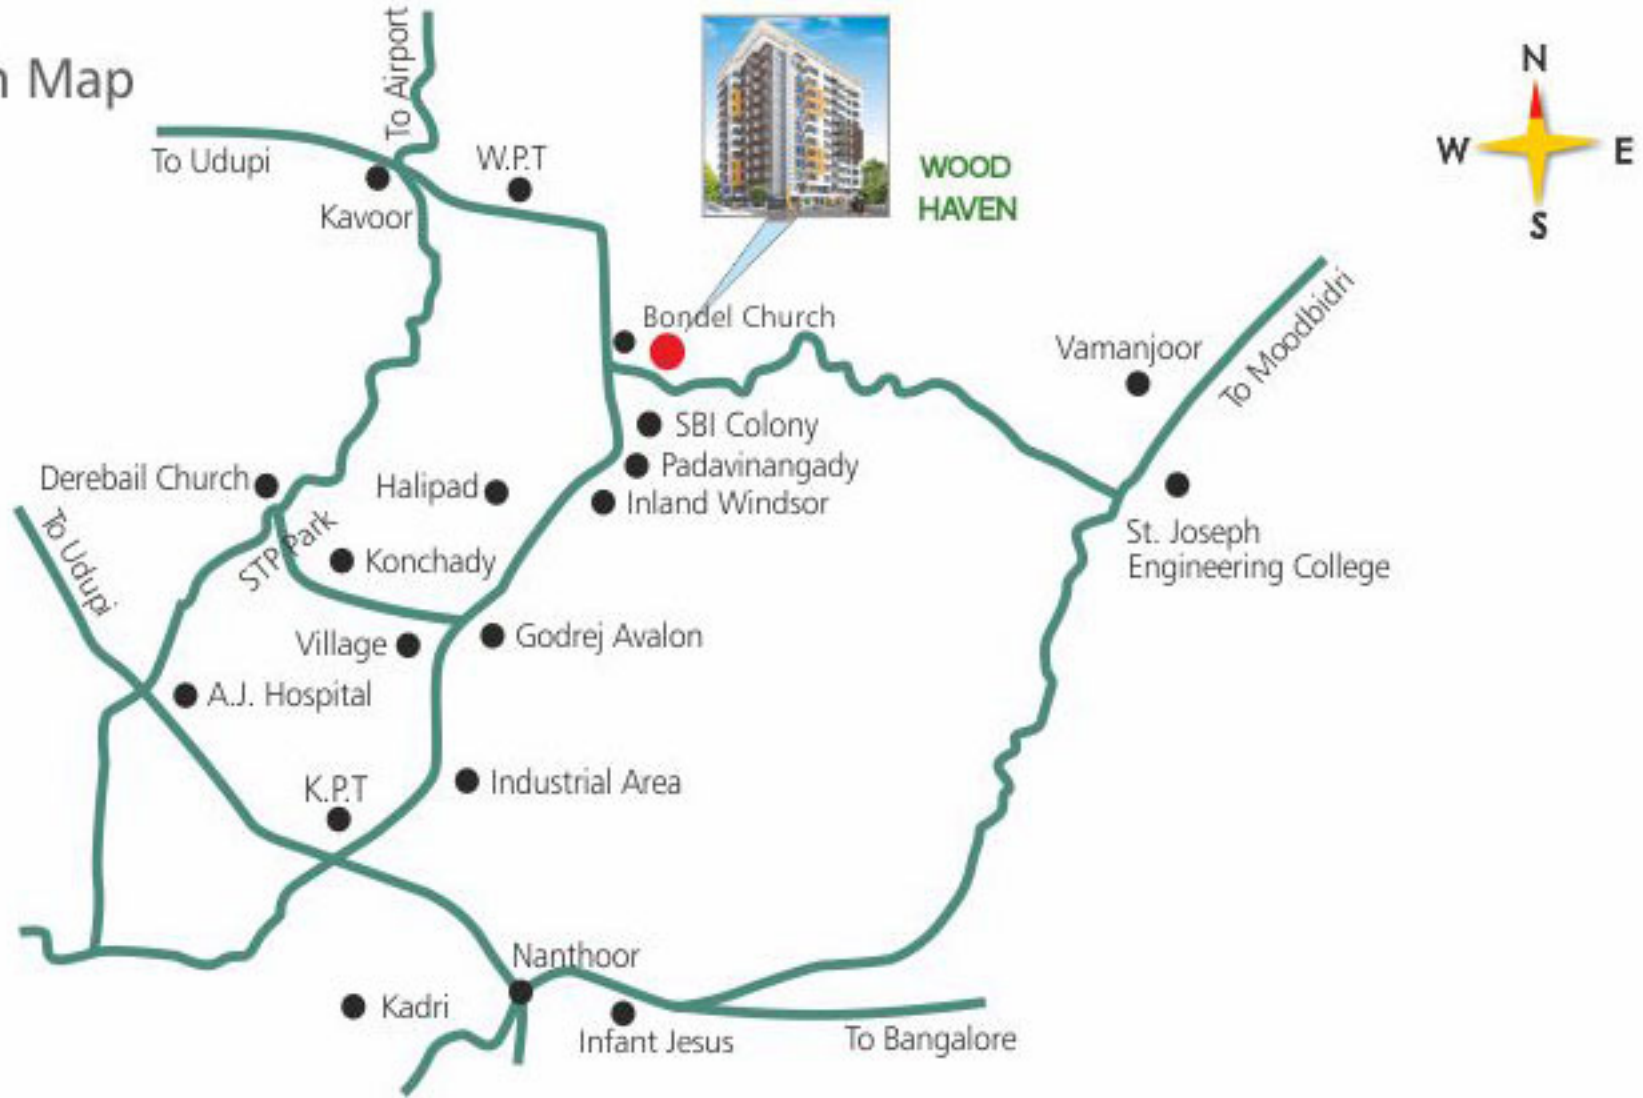 n Map
To Airport
To Udupi
W.P.T
Kavoor
WOOD
HAVEN
N
W
E
S
Bondel Church
Vamanjoor
To Moodbidri
SBI Colony
Padavinangady
Inland Windsor
Derebail Church
Halipad
To Udupi
STP Park
Konchady
St. Joseph
Engineering College
Village
Godrej Avalon
A.J. Hospital
K.P.T
Industrial Area
Nanthoor
Kadri
Infant Jesus
To Bangalore